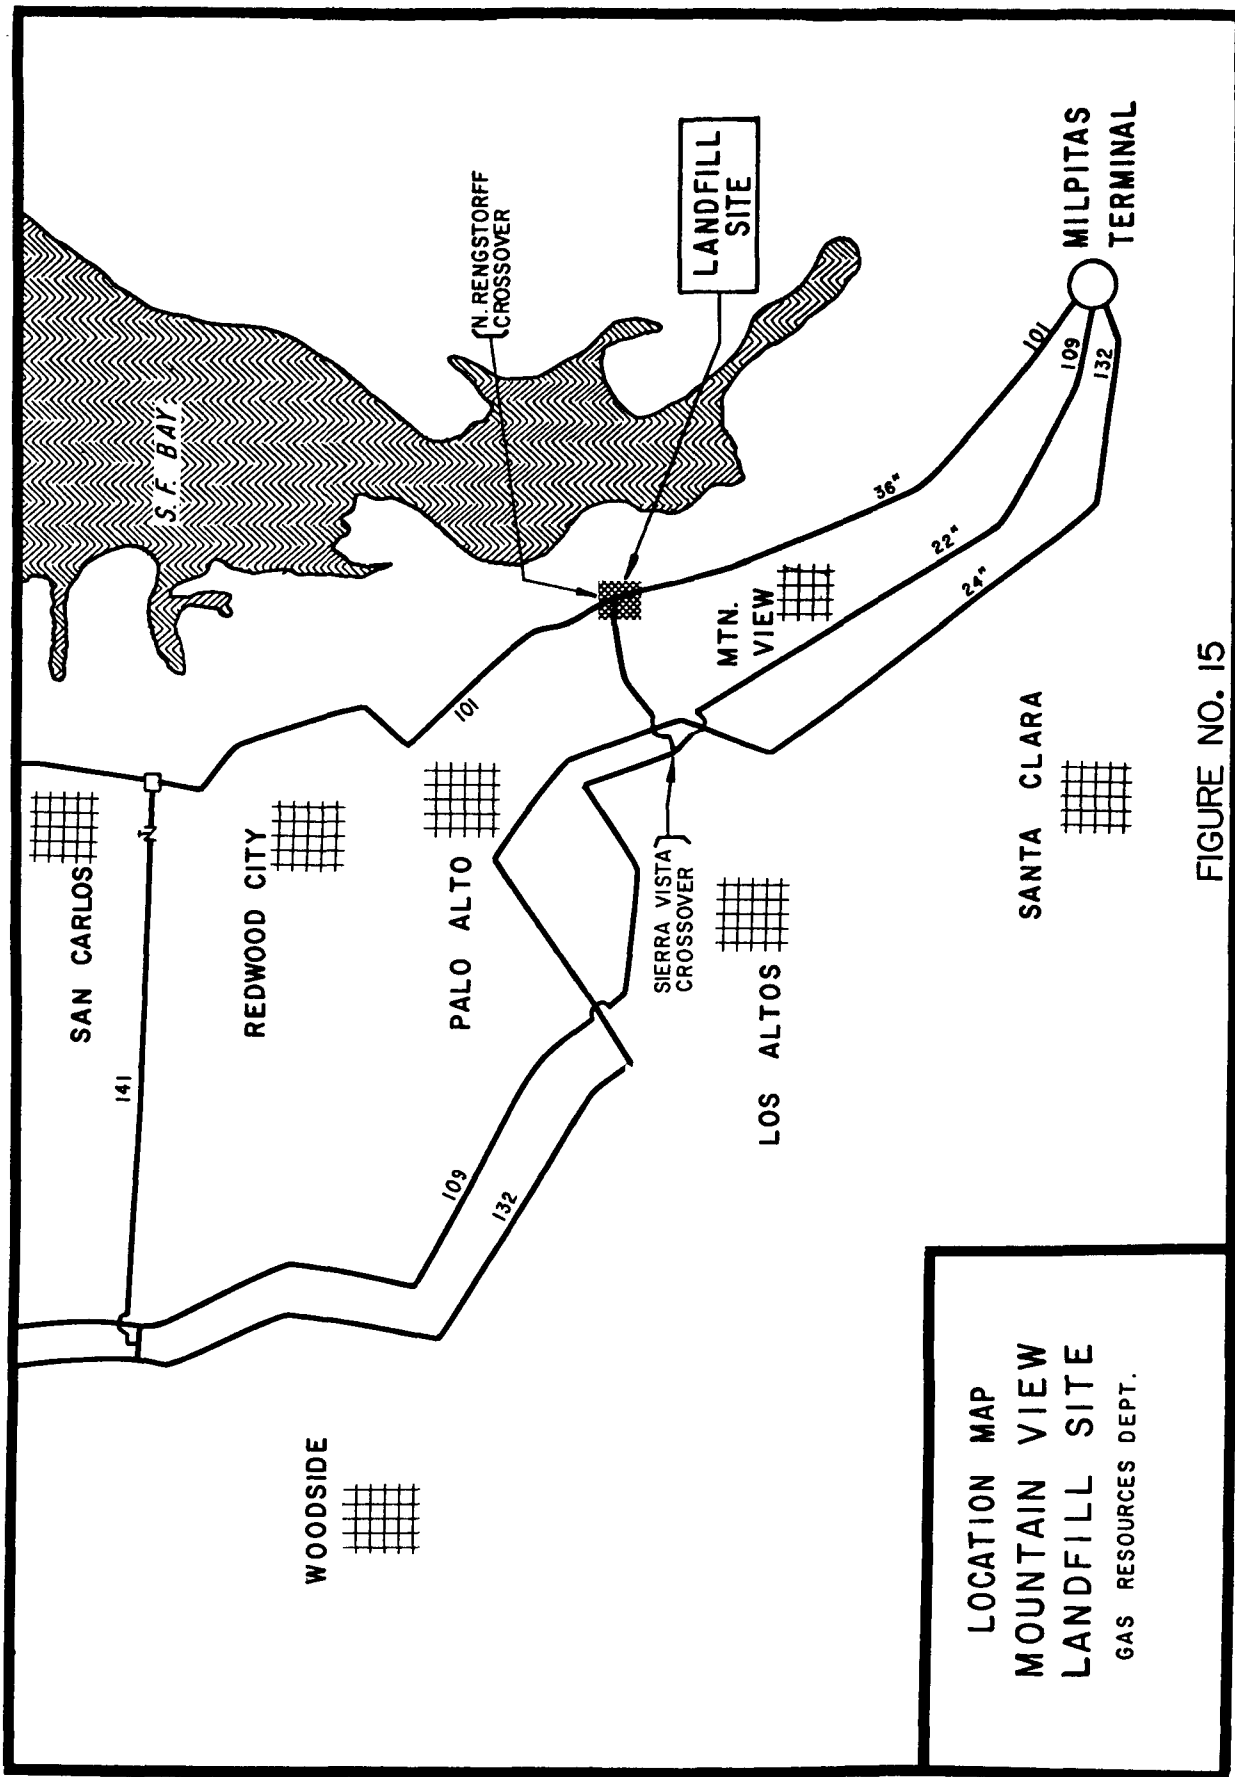 S. F. BAY
N. RENGSTORFF
CROSSOVER
LANDFILL
SITE
MILPITAS
TERMINAL
101
109
132
36"
22"
24"
MTN.
VIEW
101
SAN CARLOS
REDWOOD CITY
PALO ALTO
SIERRA VISTA
CROSSOVER
LOS ALTOS
SANTA CLARA
141
109
132
WOODSIDE
LOCATION MAP
MOUNTAIN VIEW
LANDFILL SITE
GAS RESOURCES DEPT.
FIGURE NO. 15